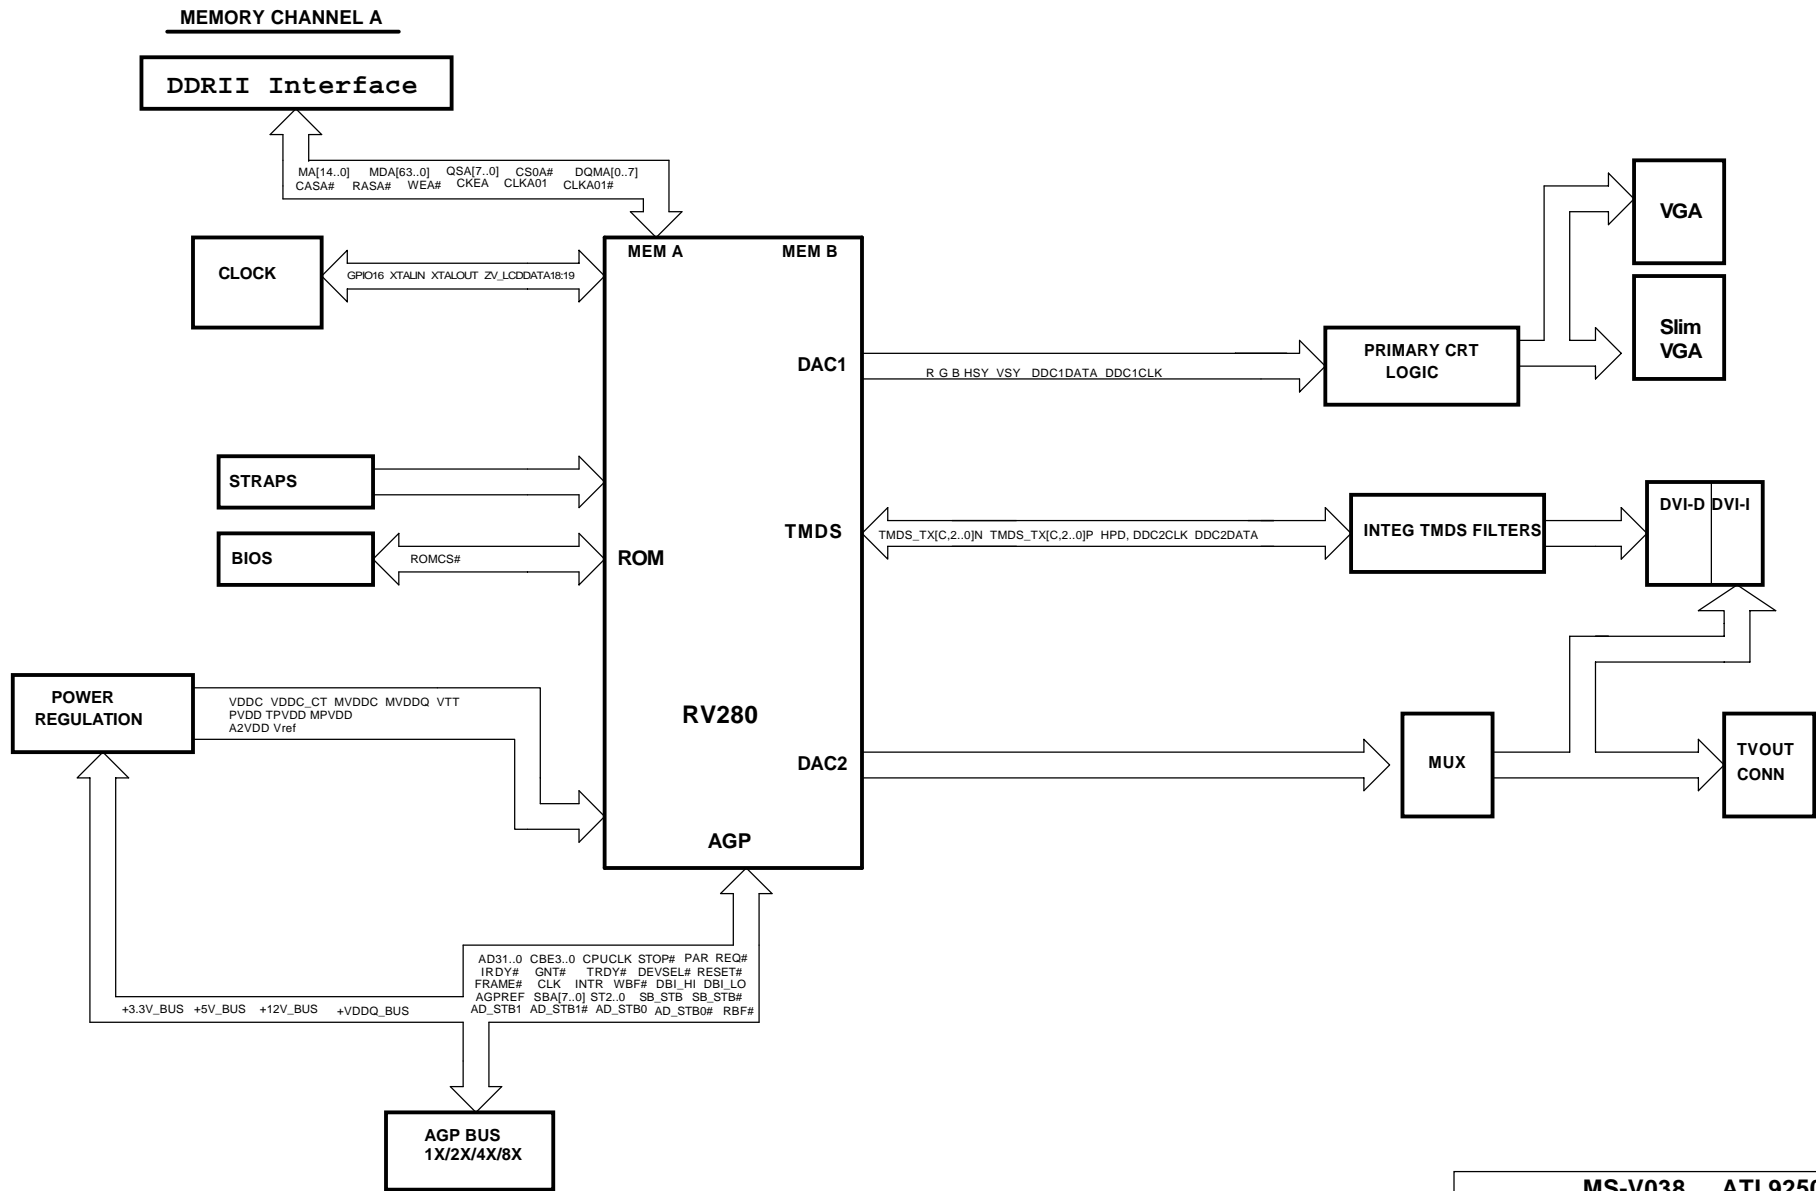 MEMORY CHANNEL A
DDRII Interface
MA[14..0] MDA[63..0] QSA[7..0] CS0A# DQMA[0..7]
CASA# RASA# WEA# CKEA CLKA01 CLKA01#
CLOCK
GPIO16 XTALIN XTALOUT ZV_LCDDATA18:19
MEM A
MEM B
VGA
Slim
VGA
PRIMARY CRT
LOGIC
DAC1
R G B HSY VSY DDC1DATA DDC1CLK
STRAPS
BIOS
ROMCS#
ROM
TMDS
TMDS_TX[C,2..0]N TMDS_TX[C,2..0]P HPD, DDC2CLK DDC2DATA
INTEG TMDS FILTERS
DVI-D DVI-I
POWER
REGULATION
VDDC VDDC_CT MVDDC MVDDQ VTT
PVDD TPVDD MPVDD
A2VDD Vref
RV280
DAC2
MUX
TVOUT
CONN
AGP
AD31..0 CBE3..0 CPUCLK STOP# PAR REQ#
IRDY# GNT# TRDY# DEVSEL# RESET#
FRAME# CLK INTR WBF# DBI_HI DBI_LO
AGPREF SBA[7..0] ST2..0 SB_STB SB_STB#
AD_STB1 AD_STB1# AD_STB0 AD_STB0# RBF#
+3.3V_BUS +5V_BUS +12V_BUS +VDDQ_BUS
AGP BUS
1X/2X/4X/8X
MS-V038 ATI 9250